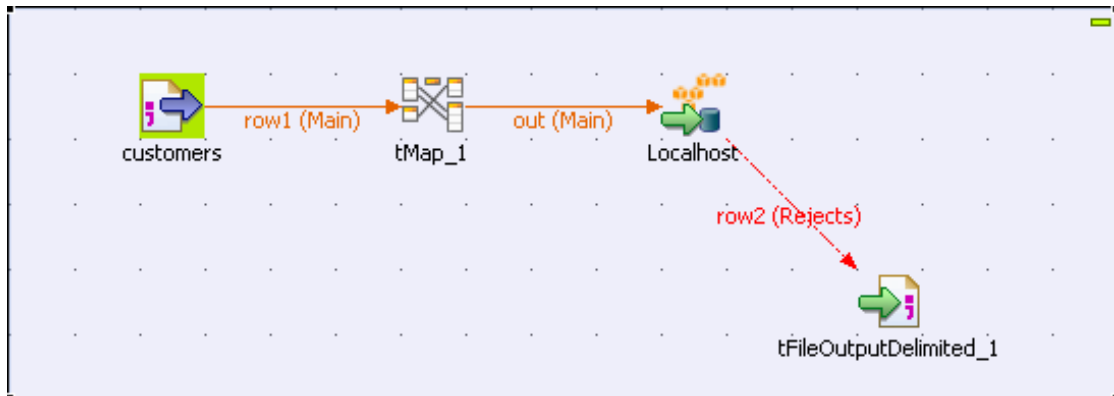 row1 (Main)
out (Main)
customers
tMap_1
Localhost
row2 (Rejects)
tFileOutputDelimited_1